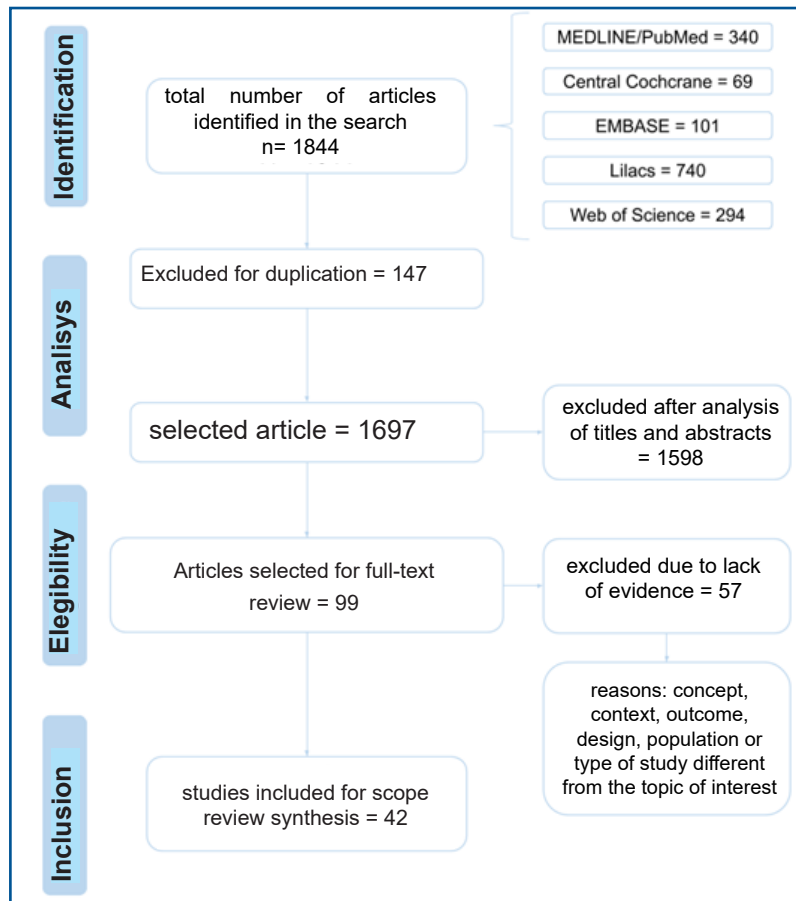 Identification
total number of articles
identified in the search
n= 1844
MEDLINE/PubMed = 340
Central Cochcrane = 69
EMBASE = 101
Lilacs = 740
Web of Science = 294
Analisys
Excluded for duplication = 147
selected article = 1697
excluded after analysis
of titles and abstracts
= 1598
Elegibility
Articles selected for full-text
review = 99
excluded due to lack
of evidence = 57
reasons: concept,
context, outcome,
design, population or
type of study different
from the topic of interest
Inclusion
studies included for scope
review synthesis = 42